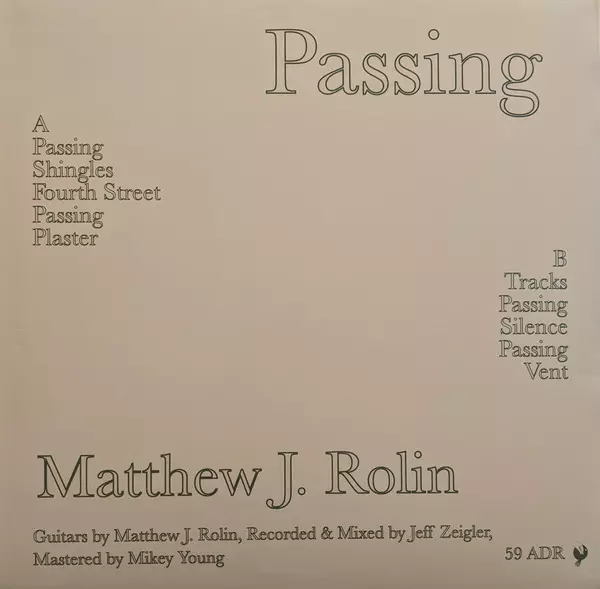 Passing
A
Passing
Shingles
Fourth Street
Passing
Plaster
B
Tracks
Passing
Silence
Passing
Vent
Matthew J. Rolin
Guitars by Matthew J. Rolin, Recorded & Mixed by Jeff Zeigler,
Mastered by Mikey Young
59 ADR